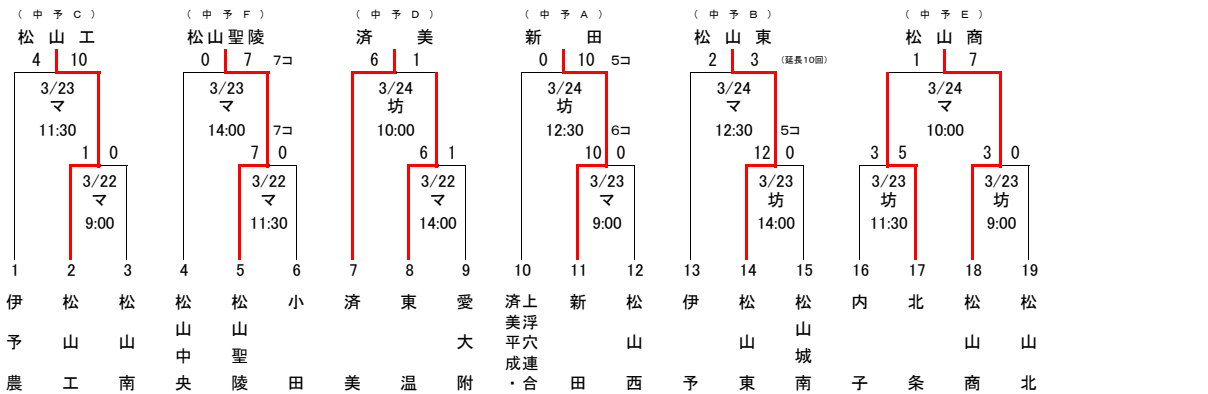 （中予C） （中予F） （中予D） （中予A） （中予B） （中予E）
松山工 松山聖陵 済美 新田 松山東 松山商
4 10 0 7 7コ 6 1 0 10 5コ 2 3 （延長10回） 1 7
3/23 3/23 3/24 3/24 3/24 3/24
マ マ 坊 坊 マ マ
11:30 14:00 7コ 10:00 12:30 6コ 12:30 5コ 10:00
1 0 7 0 6 1 10 0 12 0 3 5 3 0
3/22 3/22 3/22 3/23 3/23 3/23 3/23
マ マ マ マ 坊 坊 坊
9:00 11:30 14:00 9:00 14:00 11:30 9:00
1 2 3 4 5 6 7 8 9 10 11 12 13 14 15 16 17 18 19
伊予農
松山工
松山南
松山中央
松山聖陵
小田
済美
東温
愛大附
済美平成・
上浮穴連合
新田
松山西
伊予
松山東
松山城南
内子
北条
松山商
松山北